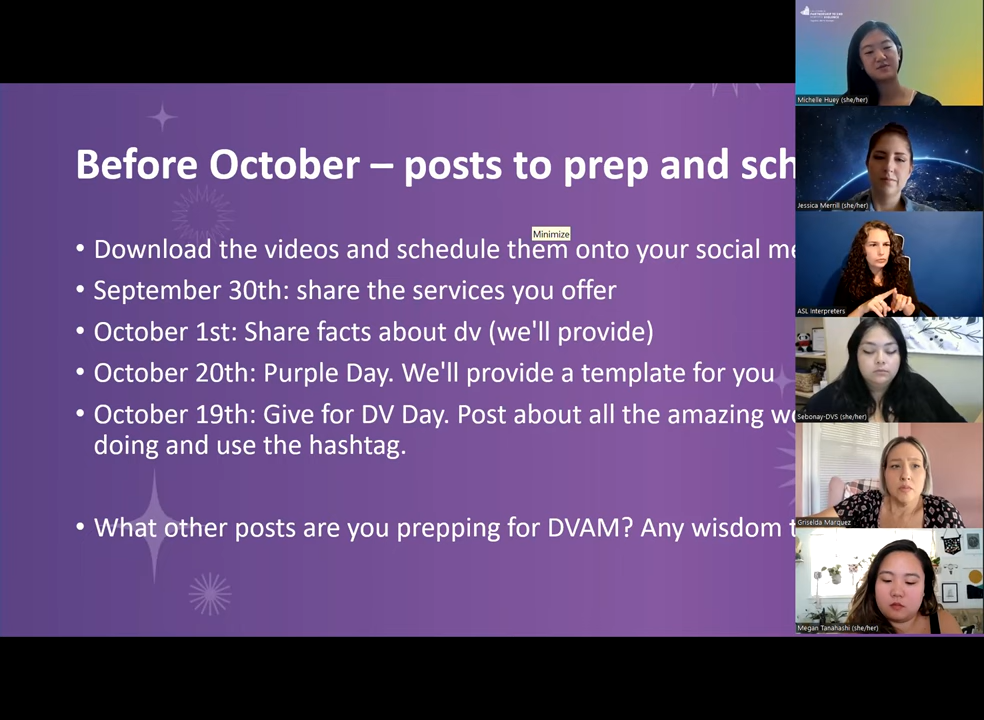 Before October – posts to prep and sch
Minimize
• Download the videos and schedule them onto your social me
• September 30th: share the services you offer
• October 1st: Share facts about dv (we'll provide)
• October 20th: Purple Day. We'll provide a template for you
• October 19th: Give for DV Day. Post about all the amazing wo
doing and use the hashtag.
• What other posts are you prepping for DVAM? Any wisdom t
Michelle Huey (she/her)
Jessica Merrill (she/her)
ASL Interpreters
Sebonay-DVS (she/her)
Griselda Marquez
Megan Tanahashi (she/her)